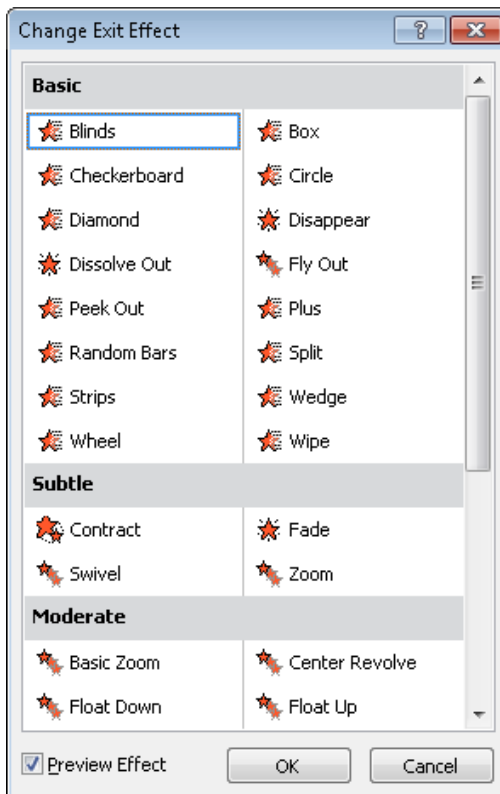 Change Exit Effect
Basic
Blinds Box
Checkerboard Circle
Diamond Disappear
Dissolve Out Fly Out
Peek Out Plus
Random Bars Split
Strips Wedge
Wheel Wipe
Subtle
Contract Fade
Swivel Zoom
Moderate
Basic Zoom Center Revolve
Float Down Float Up
Preview Effect OK Cancel